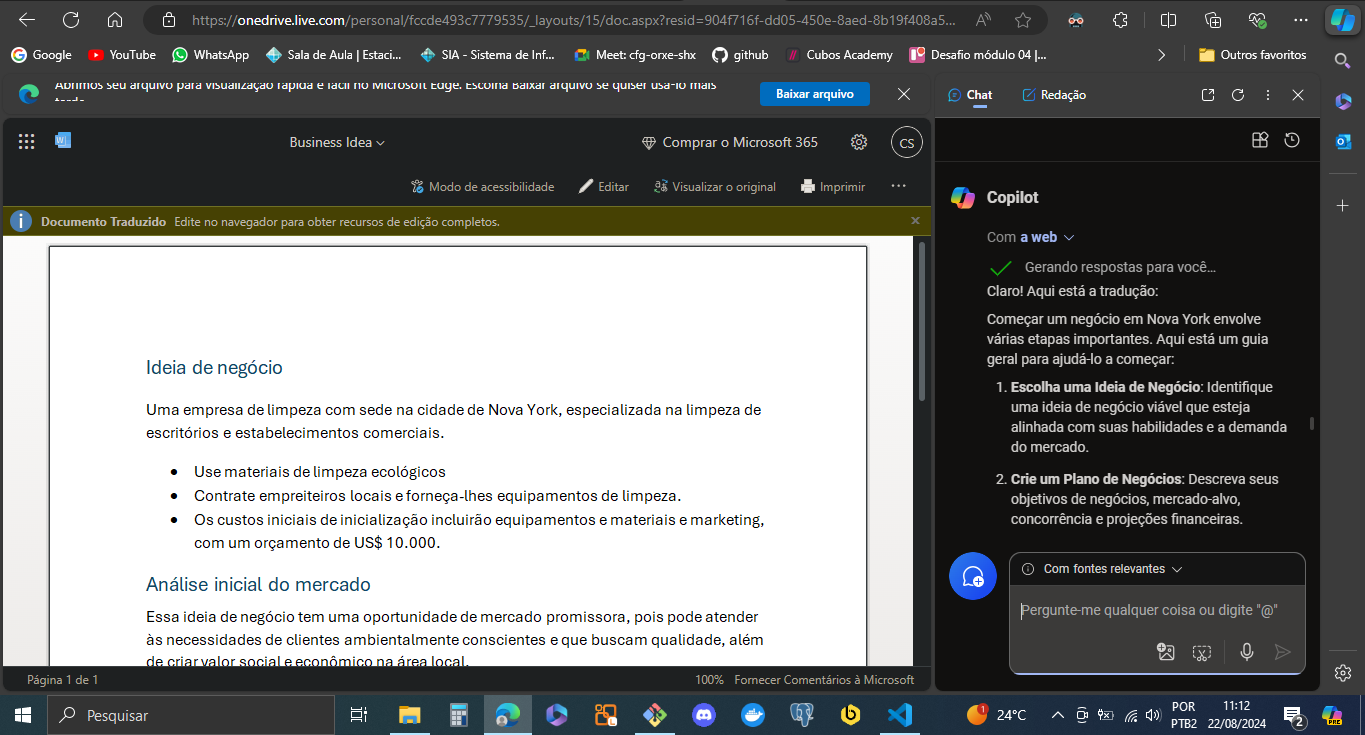 https://onedrive.live.com/personal/fccde493c7779535/_layouts/15/doc.aspx?resid=904f716f-dd05-450e-8aed-8b19f408a5...
Google YouTube WhatsApp Sala de Aula | Estaci... SIA - Sistema de Inf... Meet: cfg-orxe-shx github Cubos Academy Desafio módulo 04 |... Outros favoritos
Abrimos seu arquivo para visualização rápida e fácil no Microsoft Edge. Escolha Baixar arquivo se quiser usá-lo mais
tarde.
Baixar arquivo
Business Idea
Comprar o Microsoft 365
CS
Modo de acessibilidade Editar Visualizar o original Imprimir ...
Documento Traduzido Edite no navegador para obter recursos de edição completos.
Ideia de negócio
Uma empresa de limpeza com sede na cidade de Nova York, especializada na limpeza de
escritórios e estabelecimentos comerciais.
• Use materiais de limpeza ecológicos
• Contrate empreiteiros locais e forneça-lhes equipamentos de limpeza.
• Os custos iniciais de inicialização incluirão equipamentos e materiais e marketing,
com um orçamento de US$ 10.000.
Análise inicial do mercado
Essa ideia de negócio tem uma oportunidade de mercado promissora, pois pode atender
às necessidades de clientes ambientalmente conscientes e que buscam qualidade, além
de criar valor social e econômico na área local.
Página 1 de 1
100% Fornecer Comentários à Microsoft
Chat Redação
Copilot
Com a web
Gerando respostas para você...
Claro! Aqui está a tradução:
Começar um negócio em Nova York envolve
várias etapas importantes. Aqui está um guia
geral para ajudá-lo a começar:
1. Escolha uma Ideia de Negócio: Identifique
uma ideia de negócio viável que esteja
alinhada com suas habilidades e a demanda
do mercado.
2. Crie um Plano de Negócios: Descreva seus
objetivos de negócios, mercado-alvo,
concorrência e projeções financeiras.
Com fontes relevantes
Pergunte-me qualquer coisa ou digite "@"
Pesquisar
1
24°C
POR
PTB2
11:12
22/08/2024
2
PRE